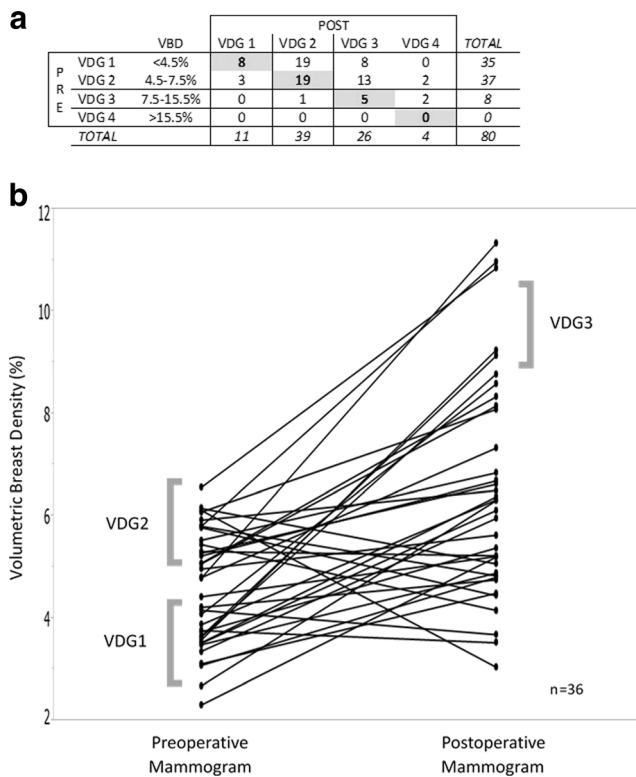 a
POST
VBD VDG 1 VDG 2 VDG 3 VDG 4 TOTAL
PRE
VDG 1 <4.5% 8 19 8 0 35
VDG 2 4.5-7.5% 3 19 13 2 37
VDG 3 7.5-15.5% 0 1 5 2 8
VDG 4 >15.5% 0 0 0 0 0
TOTAL 11 39 26 4 80
b
12
10
8
6
4
2
Volumetric Breast Density (%)
VDG3
VDG2
VDG1
n=36
Preoperative
Mammogram
Postoperative
Mammogram